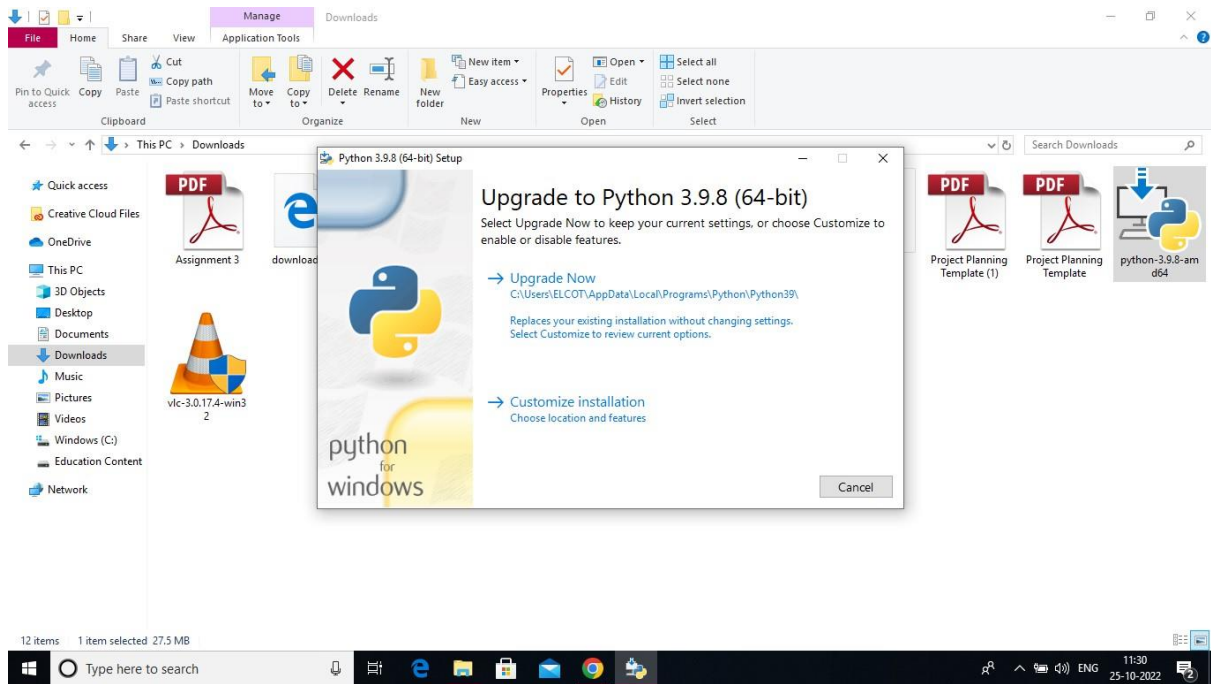 Manage
Downloads
File
Home
Share
View
Application Tools
Pin to Quick access
Copy
Paste
Cut
Copy path
Paste shortcut
Clipboard
Move to
Copy to
Delete
Rename
Organize
New folder
New item
Easy access
New
Properties
Open
Edit
History
Open
Select all
Select none
Invert selection
Select
This PC > Downloads
Search Downloads
Quick access
Creative Cloud Files
OneDrive
This PC
3D Objects
Desktop
Documents
Downloads
Music
Pictures
Videos
Windows (C:)
Education Content
Network
PDF
Assignment 3
download
vlc-3.0.17.4-win3
2
Python 3.9.8 (64-bit) Setup
Upgrade to Python 3.9.8 (64-bit)
Select Upgrade Now to keep your current settings, or choose Customize to
enable or disable features.
→ Upgrade Now
C:\Users\ELCOT\AppData\Local\Programs\Python\Python39\
Replaces your existing installation without changing settings.
Select Customize to review current options.
→ Customize installation
Choose location and features
python
for
windows
Cancel
PDF
Project Planning
Template (1)
PDF
Project Planning
Template
python-3.9.8-am
d64
12 items
1 item selected 27.5 MB
Type here to search
ENG
11:30
25-10-2022
2